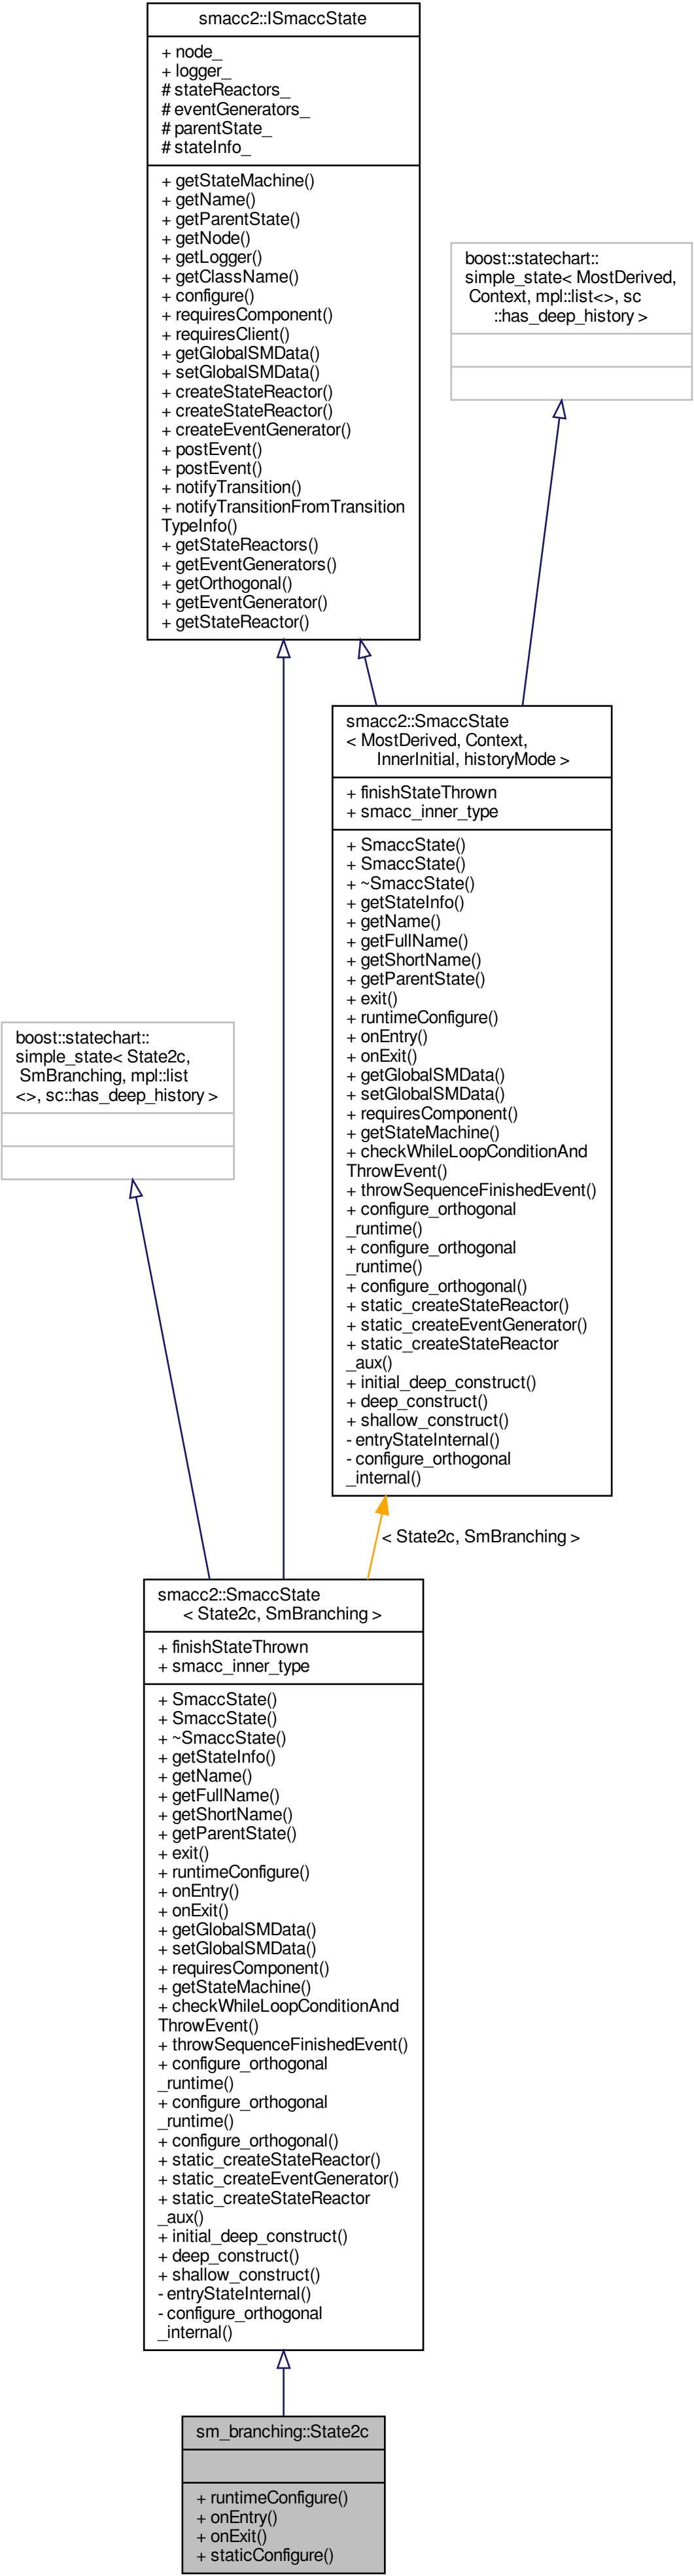 smacc2::ISmaccState
+ node_
+ logger_
# stateReactors_
# eventGenerators_
# parentState_
# stateInfo_
+ getStateMachine()
+ getName()
+ getParentState()
+ getNode()
+ getLogger()
+ getClassName()
+ configure()
+ requiresComponent()
+ requiresClient()
+ getGlobalSMData()
+ setGlobalSMData()
+ createStateReactor()
+ createStateReactor()
+ createEventGenerator()
+ postEvent()
+ postEvent()
+ notifyTransition()
+ notifyTransitionFromTransition
TypeInfo()
+ getStateReactors()
+ getEventGenerators()
+ getOrthogonal()
+ getEventGenerator()
+ getStateReactor()
boost::statechart::
simple_state< MostDerived,
Context, mpl::list<>, sc
::has_deep_history >
smacc2::SmaccState
< MostDerived, Context,
InnerInitial, historyMode >
+ finishStateThrown
+ smacc_inner_type
+ SmaccState()
+ SmaccState()
+ ~SmaccState()
+ getStateInfo()
+ getName()
+ getFullName()
+ getShortName()
+ getParentState()
+ exit()
+ runtimeConfigure()
+ onEntry()
+ onExit()
+ getGlobalSMData()
+ setGlobalSMData()
+ requiresComponent()
+ getStateMachine()
+ checkWhileLoopConditionAnd
ThrowEvent()
+ throwSequenceFinishedEvent()
+ configure_orthogonal
_runtime()
+ configure_orthogonal
_runtime()
+ configure_orthogonal()
+ static_createStateReactor()
+ static_createEventGenerator()
+ static_createStateReactor
_aux()
+ initial_deep_construct()
+ deep_construct()
+ shallow_construct()
- entryStateInternal()
- configure_orthogonal
_internal()
boost::statechart::
simple_state< State2c,
SmBranching, mpl::list
<>, sc::has_deep_history >
< State2c, SmBranching >
smacc2::SmaccState
< State2c, SmBranching >
+ finishStateThrown
+ smacc_inner_type
+ SmaccState()
+ SmaccState()
+ ~SmaccState()
+ getStateInfo()
+ getName()
+ getFullName()
+ getShortName()
+ getParentState()
+ exit()
+ runtimeConfigure()
+ onEntry()
+ onExit()
+ getGlobalSMData()
+ setGlobalSMData()
+ requiresComponent()
+ getStateMachine()
+ checkWhileLoopConditionAnd
ThrowEvent()
+ throwSequenceFinishedEvent()
+ configure_orthogonal
_runtime()
+ configure_orthogonal
_runtime()
+ configure_orthogonal()
+ static_createStateReactor()
+ static_createEventGenerator()
+ static_createStateReactor
_aux()
+ initial_deep_construct()
+ deep_construct()
+ shallow_construct()
- entryStateInternal()
- configure_orthogonal
_internal()
sm_branching::State2c
+ runtimeConfigure()
+ onEntry()
+ onExit()
+ staticConfigure()